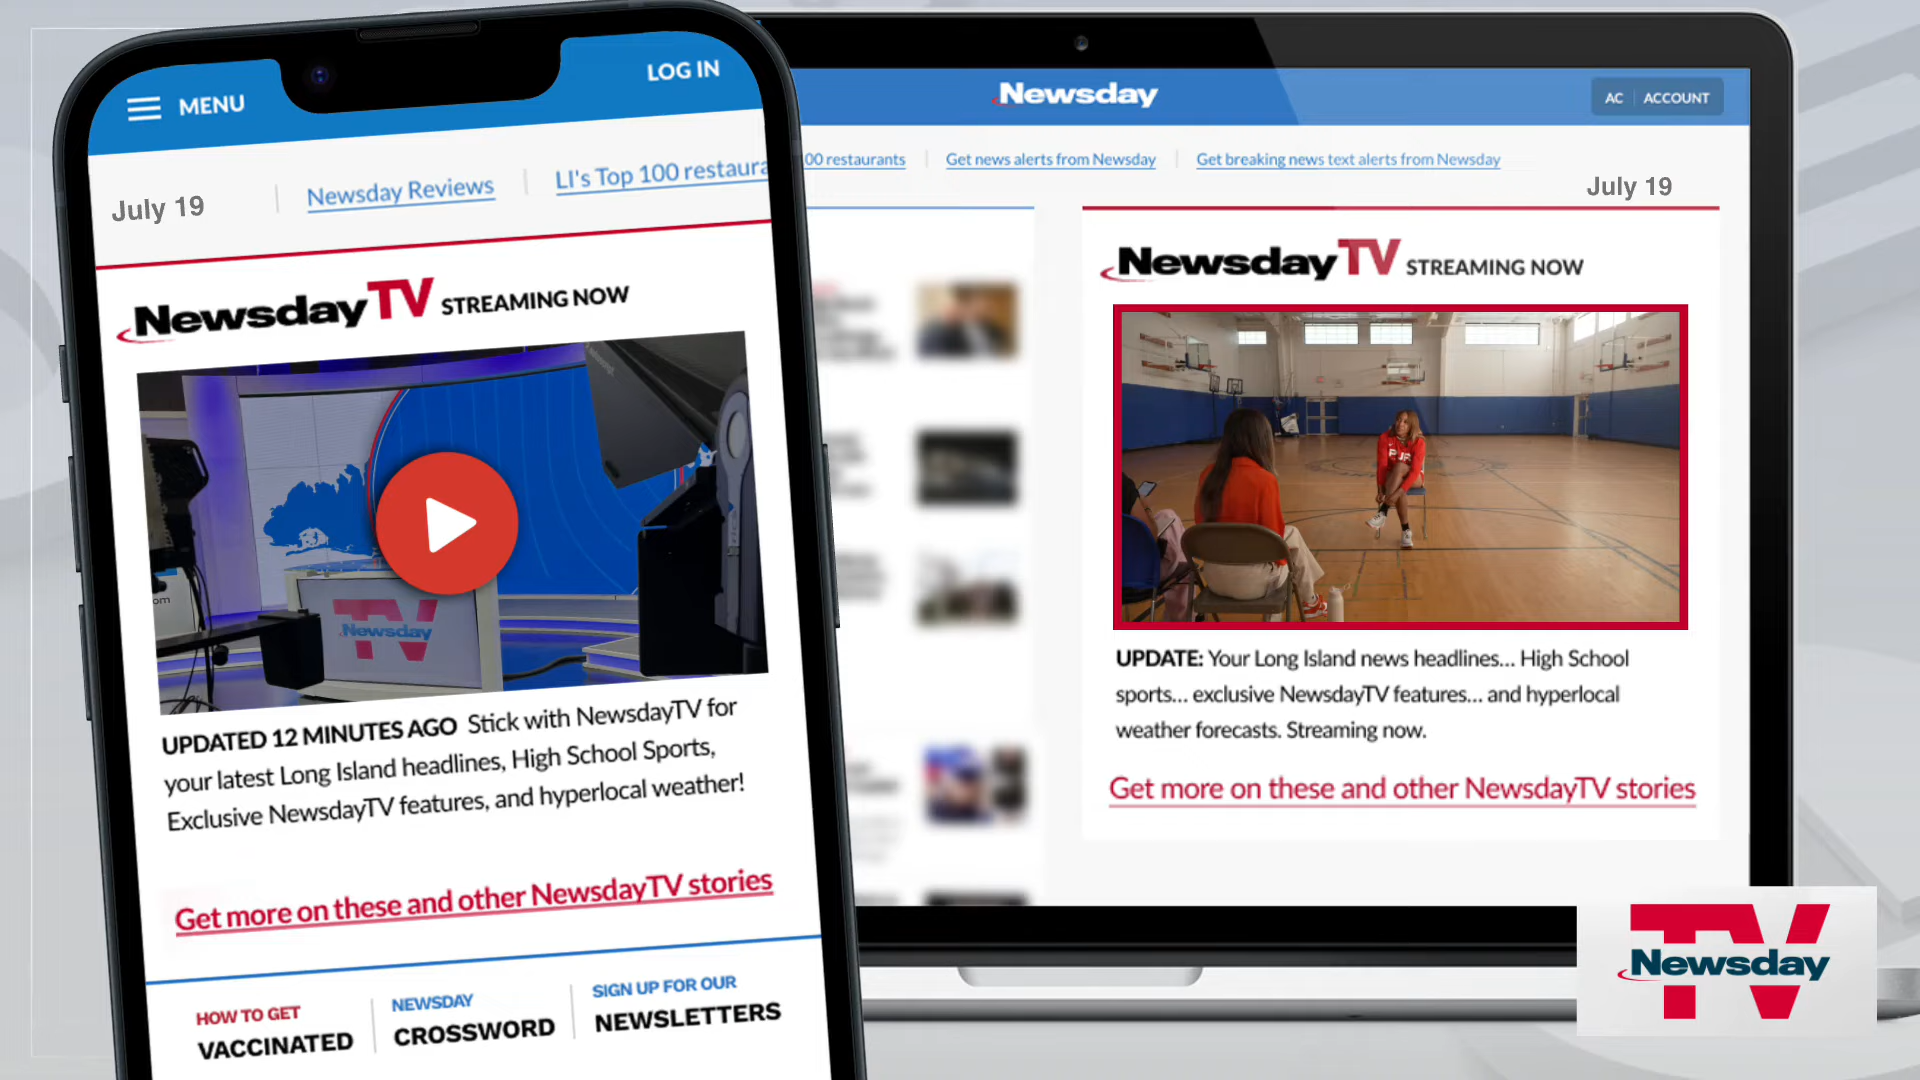 MENU
LOG IN
July 19
Newsday Reviews
LI's Top 100 restaura
NewsdayTV STREAMING NOW
TV
Newsday
om
UPDATED 12 MINUTES AGO Stick with NewsdayTV for
your latest Long Island headlines, High School Sports,
Exclusive NewsdayTV features, and hyperlocal weather!
Get more on these and other NewsdayTV stories
HOW TO GET
VACCINATED
NEWSDAY
CROSSWORD
SIGN UP FOR OUR
NEWSLETTERS
Newsday
AC
ACCOUNT
00 restaurants
Get news alerts from Newsday
Get breaking news text alerts from Newsday
July 19
NewsdayTV STREAMING NOW
UPDATE: Your Long Island news headlines... High School
sports... exclusive NewsdayTV features... and hyperlocal
weather forecasts. Streaming now.
Get more on these and other NewsdayTV stories
TV
Newsday